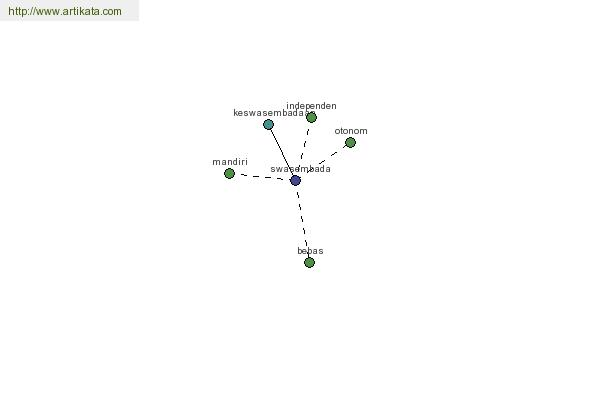 http://www.artikata.com
independen
keswasembadaan
otonom
mandiri
swasembada
bebas